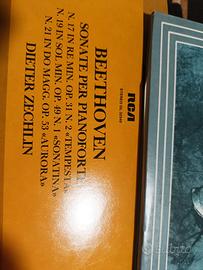 BEETHOVEN
SONATE PER PIANOFORTE
N. 17 IN RE MIN. OP. 31 N. 2 «TEMPESTA»
N. 19 IN SOL MIN. OP. 49 N. 1 «SONATINA»
N. 21 IN DO MAGG. OP. 53 «AURORA»
DIETER ZECHLIN
RCA
subito